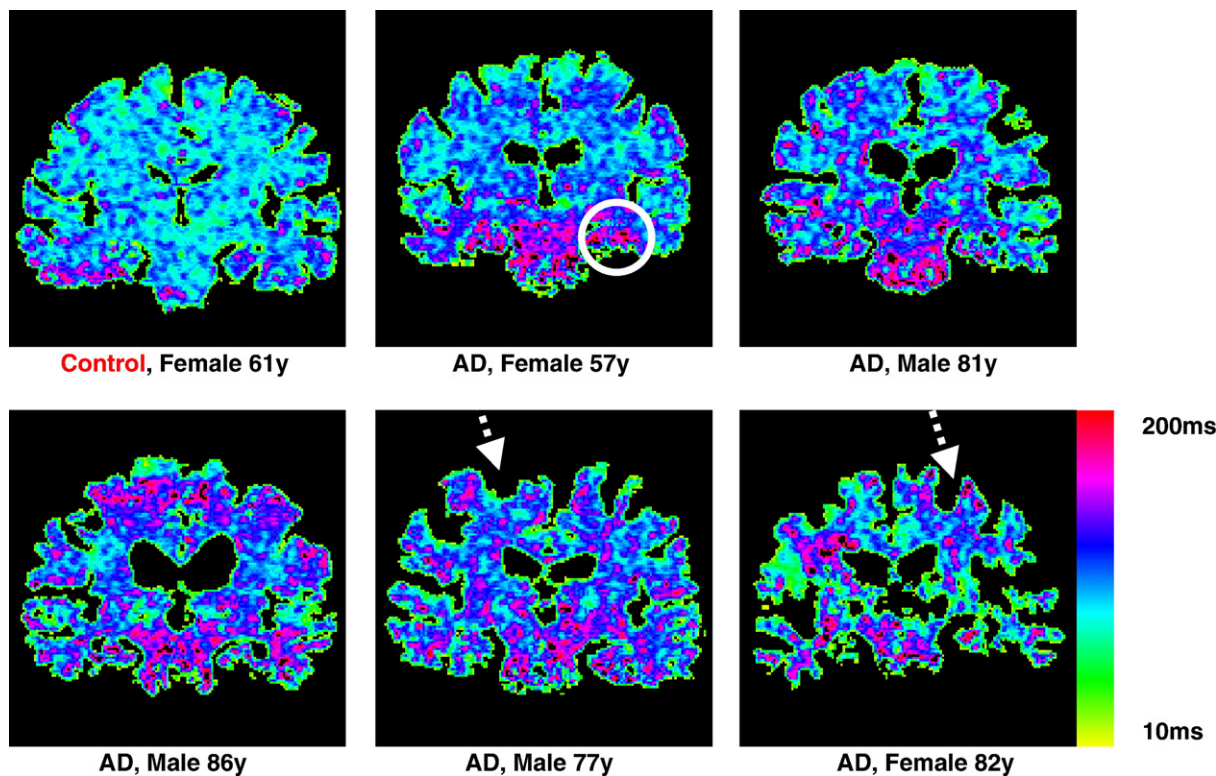 Control, Female 61y
AD, Female 57y
AD, Male 81y
200ms
10ms
AD, Male 86y
AD, Male 77y
AD, Female 82y